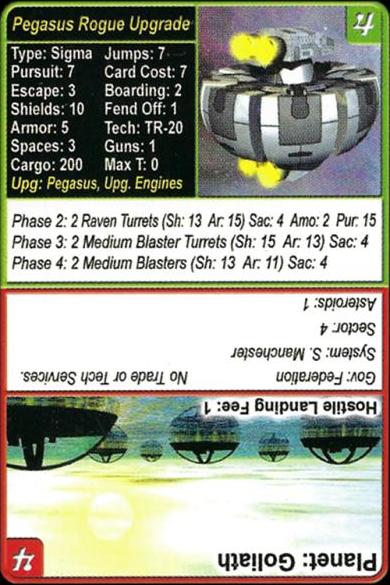 Pegasus Rogue Upgrade
4
Type: Sigma Jumps: 7
Pursuit: 7 Card Cost: 7
Escape: 3 Boarding: 2
Shields: 10 Fend Off: 1
Armor: 5 Tech: TR-20
Spaces: 3 Guns: 1
Cargo: 200 Max T: 0
Upg: Pegasus, Upg. Engines
Phase 2: 2 Raven Turrets (Sh: 13 Ar: 15) Sac: 4 Amo: 2 Pur: 15
Phase 3: 2 Medium Blaster Turrets (Sh: 15 Ar: 13) Sac: 4
Phase 4: 2 Medium Blasters (Sh: 13 Ar: 11) Sac: 4
Planet: Goliath
14
Hostile Landing Fee: 1
Gov: Federation No Trade or Tech Services.
System: S. Manchester
Sector: 4
Asteroids: 1